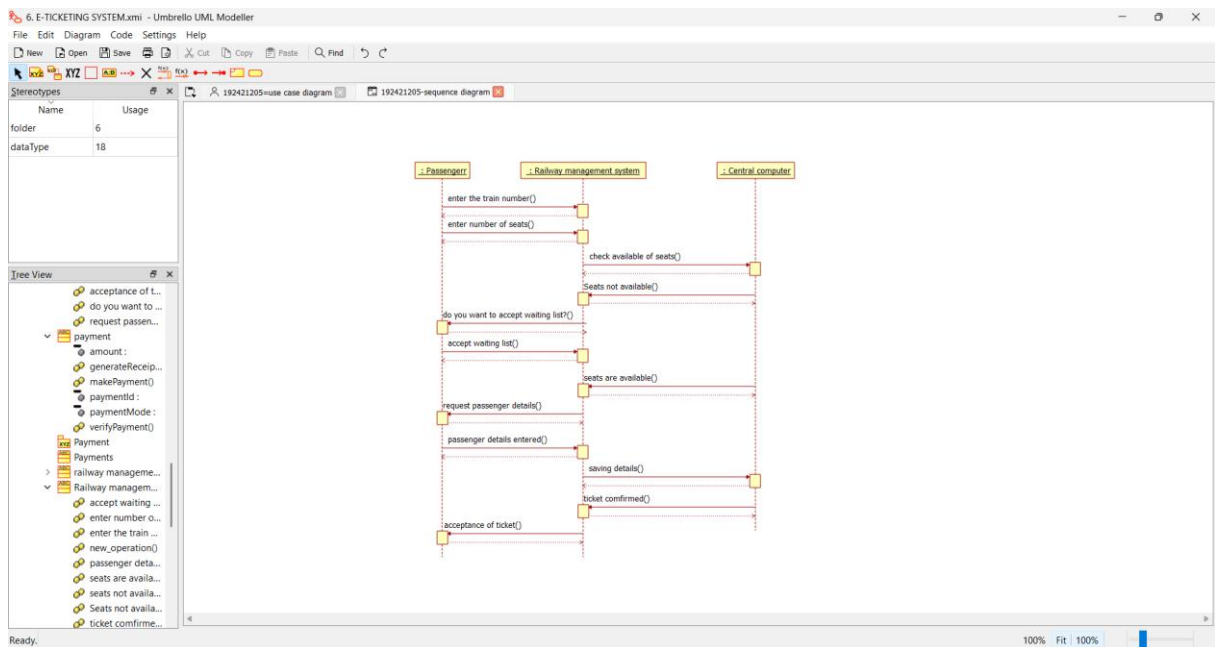 6. E-TICKETING SYSTEM.xmi - Umbrello UML Modeller
File Edit Diagram Code Settings Help
New Open Save Cut Copy Paste Find
XYZ XYZ A:B f(x) f(x)
Stereotypes
192421205=use case diagram 192421205-sequence diagram
Name Usage
folder 6
dataType 18
: Passengerr : Railway management system : Central computer
enter the train number()
enter number of seats()
check available of seats()
Seats not available()
do you want to accept waiting list?()
accept waiting list()
seats are available()
request passenger details()
passenger details entered()
saving details()
ticket comfirmed()
acceptance of ticket()
Tree View
acceptance of t...
do you want to ...
request passen...
payment
amount :
generateReceip...
makePayment()
paymentId :
paymentMode :
verifyPayment()
Payment
Payments
railway manageme...
Railway managem...
accept waiting ...
enter number o...
enter the train ...
new_operation()
passenger deta...
seats are availa...
seats not availa...
Seats not availa...
ticket comfirme...
Ready. 100% Fit 100%